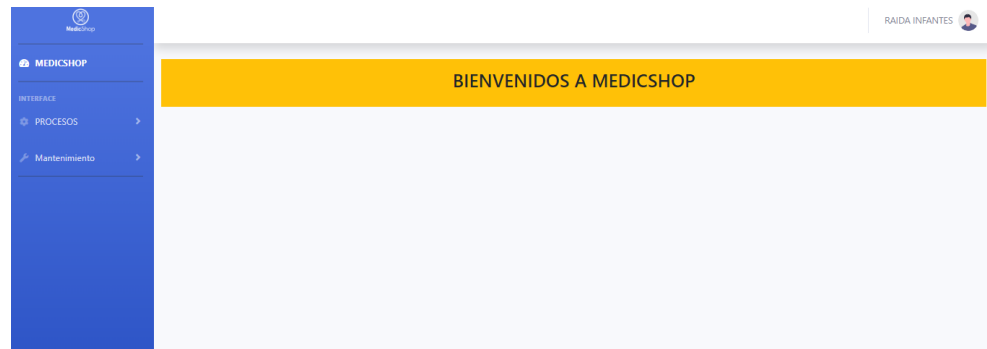 MedicShop
RAIDA INFANTES
MEDICSHOP
BIENVENIDOS A MEDICSHOP
INTERFACE
PROCESOS
Mantenimiento